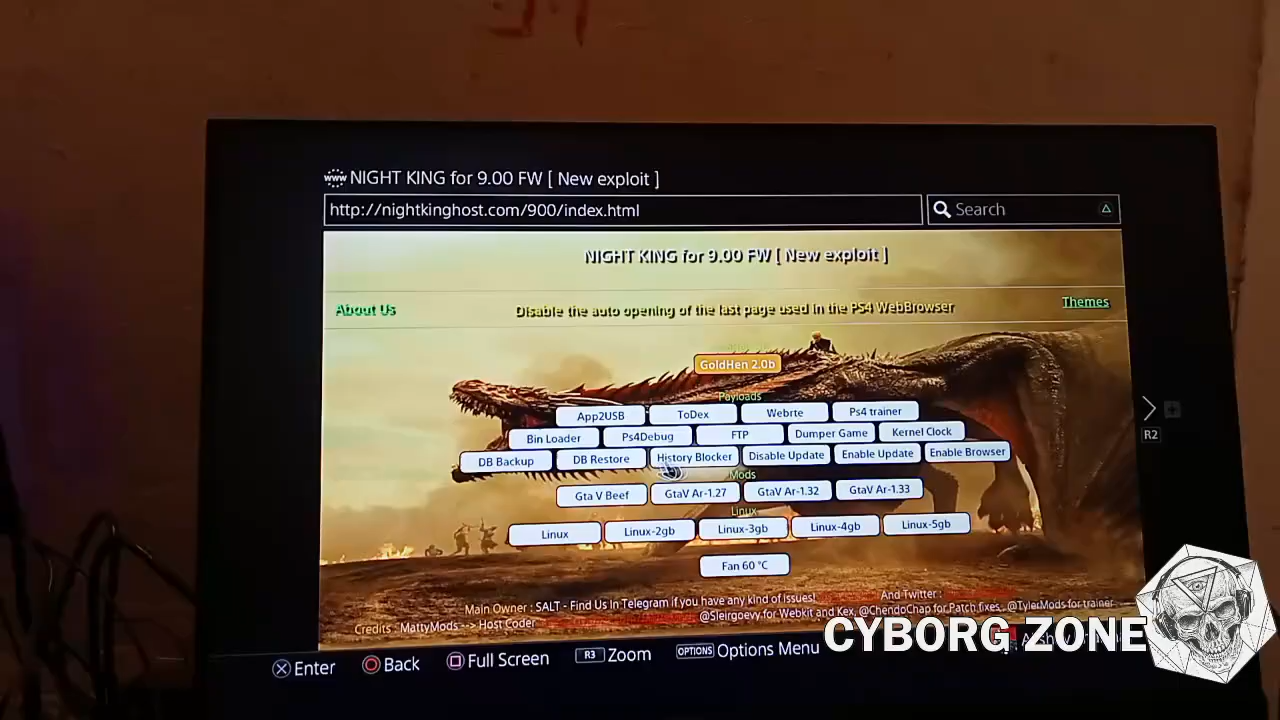 NIGHT KING for 9.00 FW [ New exploit ]
http://nightkinghost.com/900/index.html
Search
NIGHT KING for 9.00 FW [ New exploit ]
About Us
Disable the auto opening of the last page used in the PS4 WebBrowser
Themes
GoldHen 2.0b
Payloads
App2USB ToDex Webrte Ps4 trainer
Bin Loader Ps4Debug FTP Dumper Game Kernel Clock
DB Backup DB Restore History Blocker Disable Update Enable Update Enable Browser
Mods
Gta V Beef GtaV Ar-1.27 GtaV Ar-1.32 GtaV Ar-1.33
Linux
Linux Linux-2gb Linux-3gb Linux-4gb Linux-5gb
Fan 60 °C
R2
Main Owner : SALT - Find Us In Telegram if you have any kind of issues! And Twitter :
Credits : MattyMods --> Host Coder @Sleirgoevy for Webkit and Kex, @ChendoChap for Patch fixes, @TylerMods for trainer
Enter Back Full Screen R3 Zoom OPTIONS Options Menu
CYBORG ZONE